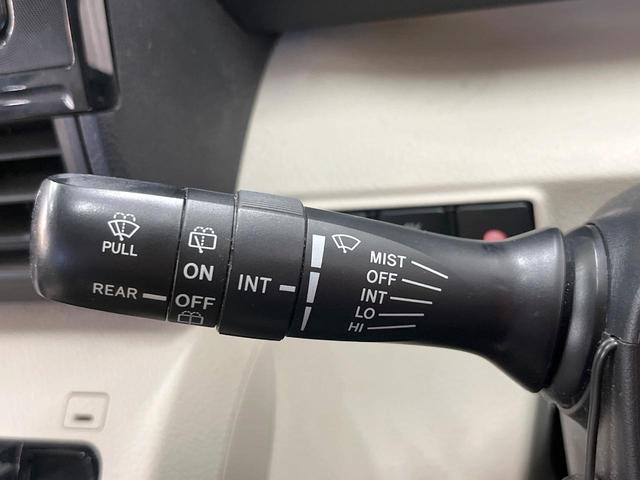 PULL
REAR
ON
OFF
INT
MIST
OFF
INT
LO
HI